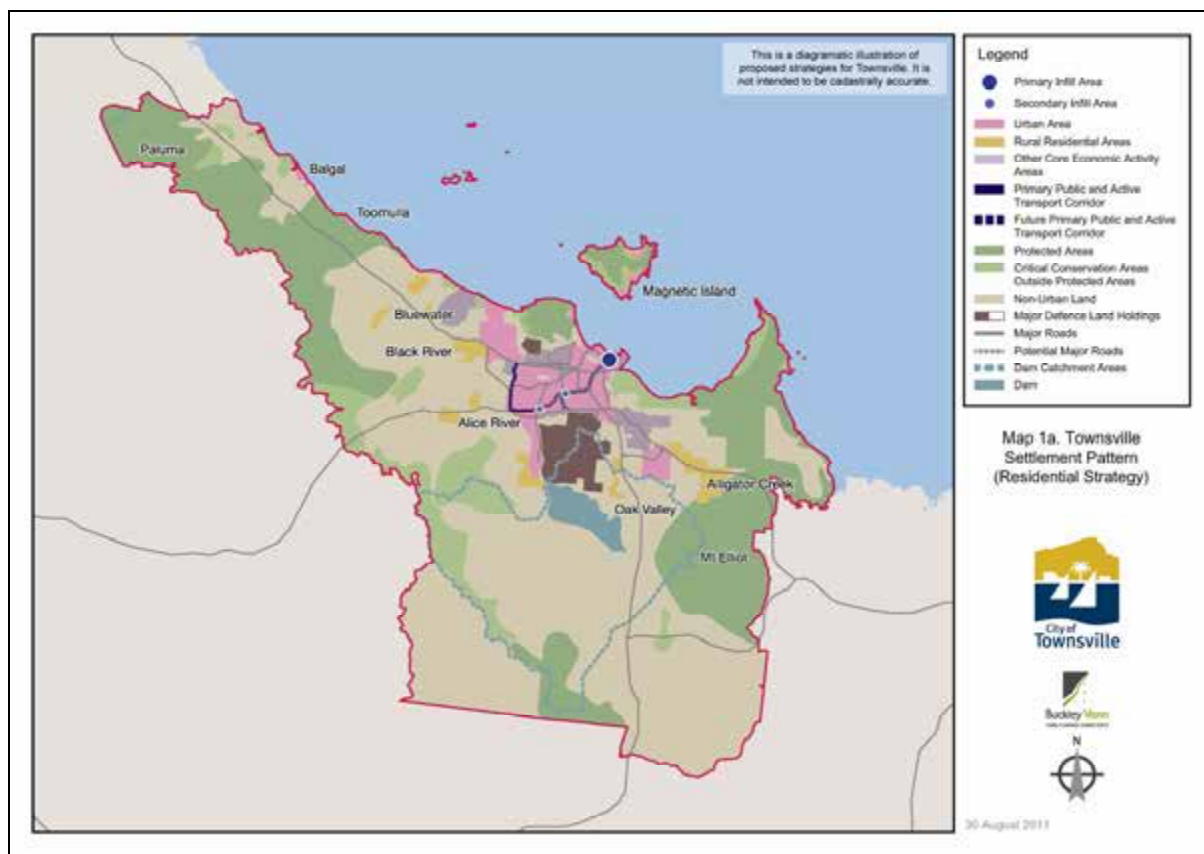 This is a diagramatic illustration of
proposed strategies for Townsville. It is
not intended to be cadastrally accurate.
Paluma
Balgal
Toomulla
Magnetic Island
Bluewater
Black River
Alice River
Alligator Creek
Oak Valley
Mt Elliot
Legend
Primary Infill Area
Secondary Infill Area
Urban Area
Rural Residential Areas
Other Core Economic Activity
Areas
Primary Public and Active
Transport Corridor
Future Primary Public and Active
Transport Corridor
Protected Areas
Critical Conservation Areas
Outside Protected Areas
Non-Urban Land
Major Defence Land Holdings
Major Roads
Potential Major Roads
Dam Catchment Areas
Dam
Map 1a. Townsville
Settlement Pattern
(Residential Strategy)
City of
Townsville
Buckley Vann
N
30 August 2011